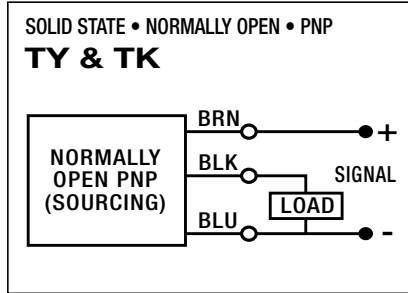 SOLID STATE • NORMALLY OPEN • PNP
TY & TK
BRN
+
NORMALLY
OPEN PNP
(SOURCING)
BLK
SIGNAL
LOAD
BLU
-